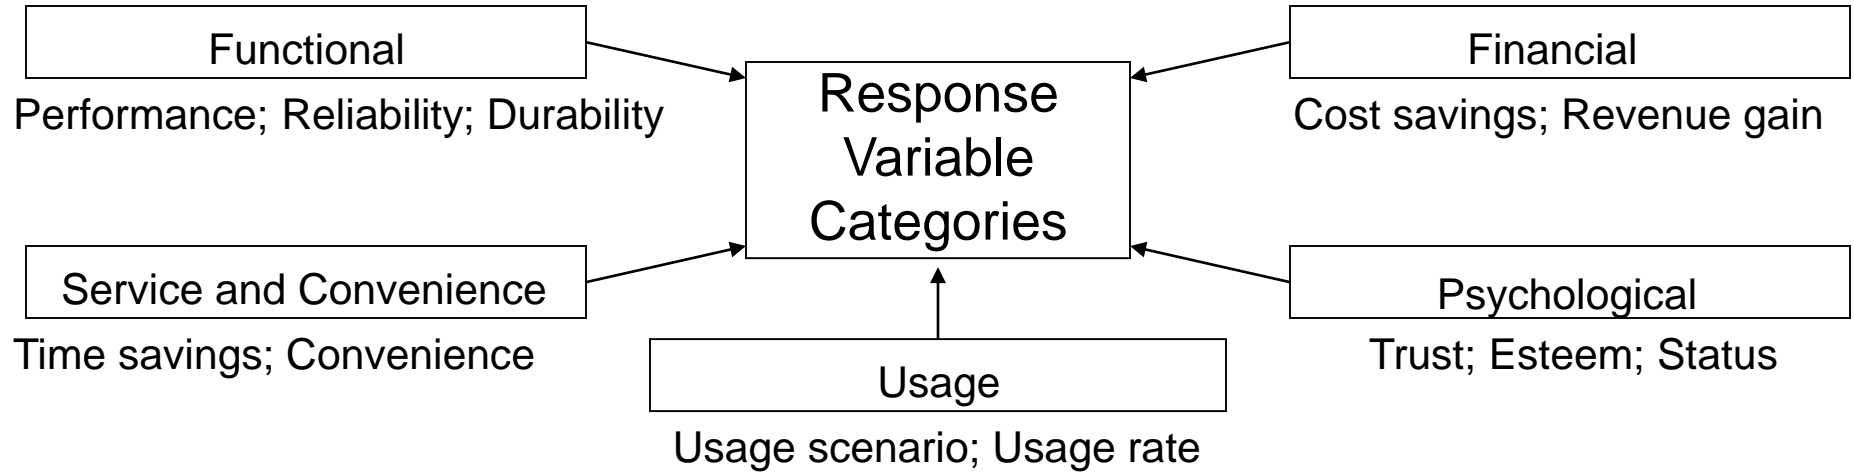 Functional
Performance; Reliability; Durability
Service and Convenience
Time savings; Convenience
Response
Variable
Categories
Usage
Usage scenario; Usage rate
Financial
Cost savings; Revenue gain
Psychological
Trust; Esteem; Status